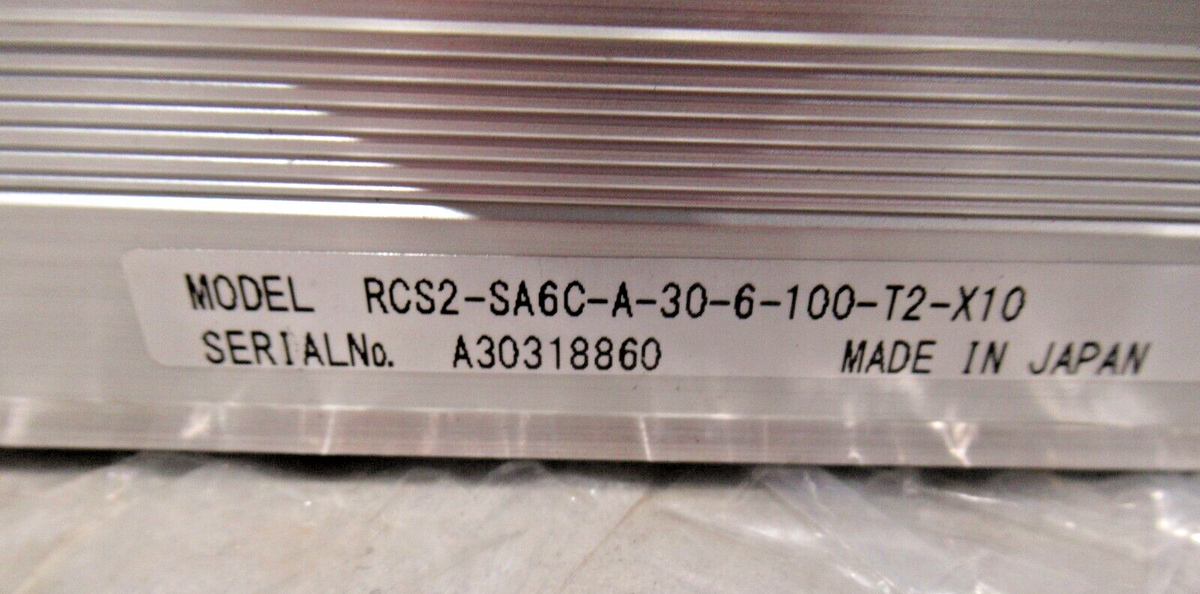 MODEL RCS2-SA6C-A-30-6-100-T2-X10
SERIALNo. A30318860 MADE IN JAPAN